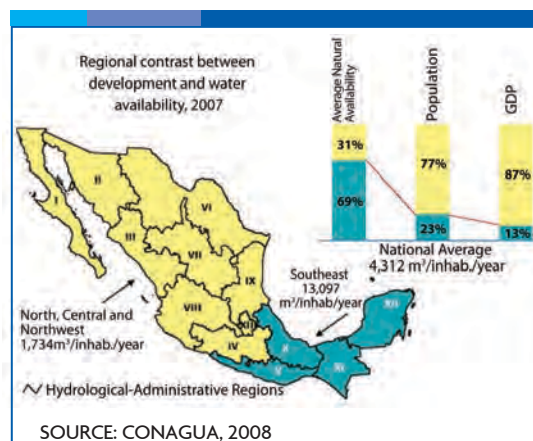 Regional contrast between
development and water
availability, 2007
Average Natural
Availability
Population
GDP
31%
77%
87%
69%
23%
13%
National Average
4,312 m³/inhab./year
I
II
III
VI
VII
IX
VIII
IV
XIII
X
V
XI
XII
Southeast
13,097
m³/inhab/year
North, Central and
Northwest
1,734m³/inhab./year
Hydrological-Administrative Regions
SOURCE: CONAGUA, 2008